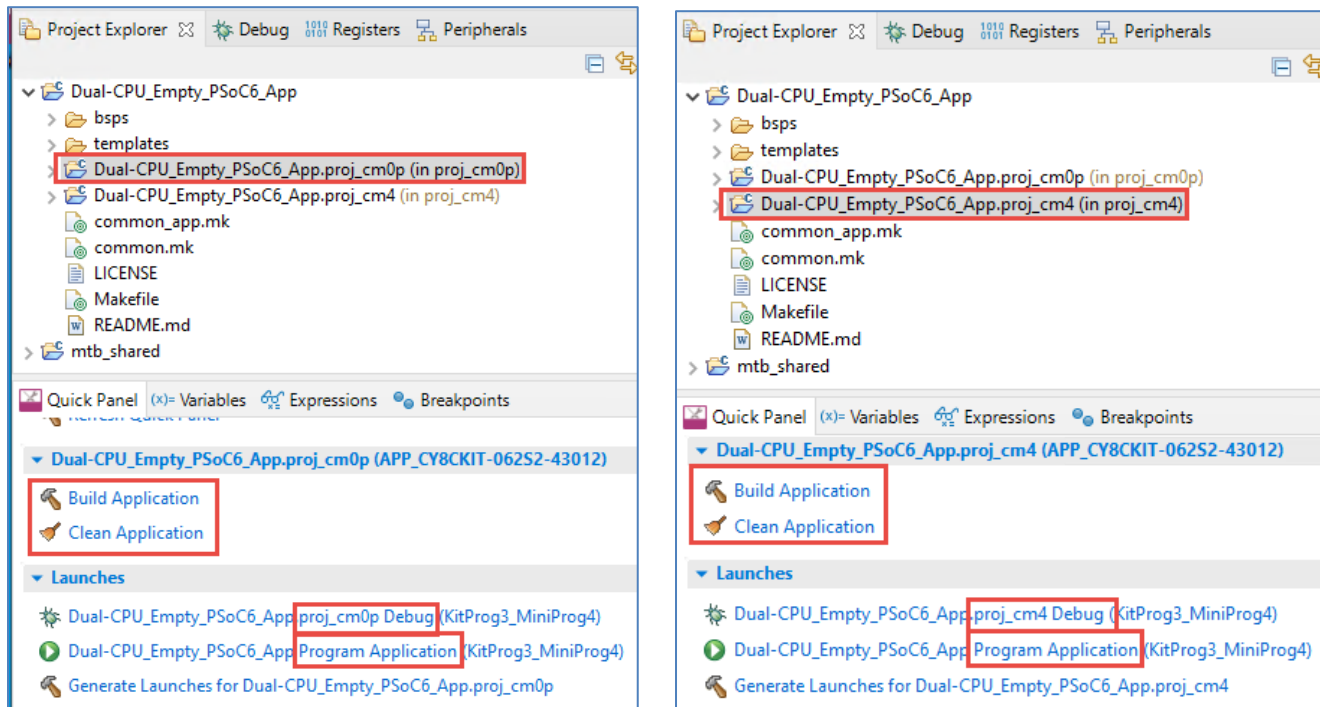 Project Explorer Debug Registers Peripherals
Dual-CPU_Empty_PSoC6_App
bsps
templates
Dual-CPU_Empty_PSoC6_App.proj_cm0p (in proj_cm0p)
Dual-CPU_Empty_PSoC6_App.proj_cm4 (in proj_cm4)
common_app.mk
common.mk
LICENSE
Makefile
README.md
mtb_shared
Quick Panel (x)= Variables Expressions Breakpoints
Refresh Quick Panel
Dual-CPU_Empty_PSoC6_App.proj_cm0p (APP_CY8CKIT-062S2-43012)
Build Application
Clean Application
Launches
Dual-CPU_Empty_PSoC6_App.proj_cm0p Debug (KitProg3_MiniProg4)
Dual-CPU_Empty_PSoC6_App Program Application (KitProg3_MiniProg4)
Generate Launches for Dual-CPU_Empty_PSoC6_App.proj_cm0p
Project Explorer Debug Registers Peripherals
Dual-CPU_Empty_PSoC6_App
bsps
templates
Dual-CPU_Empty_PSoC6_App.proj_cm0p (in proj_cm0p)
Dual-CPU_Empty_PSoC6_App.proj_cm4 (in proj_cm4)
common_app.mk
common.mk
LICENSE
Makefile
README.md
mtb_shared
Quick Panel (x)= Variables Expressions Breakpoints
Dual-CPU_Empty_PSoC6_App.proj_cm4 (APP_CY8CKIT-062S2-43012)
Build Application
Clean Application
Launches
Dual-CPU_Empty_PSoC6_App.proj_cm4 Debug (KitProg3_MiniProg4)
Dual-CPU_Empty_PSoC6_App Program Application (KitProg3_MiniProg4)
Generate Launches for Dual-CPU_Empty_PSoC6_App.proj_cm4